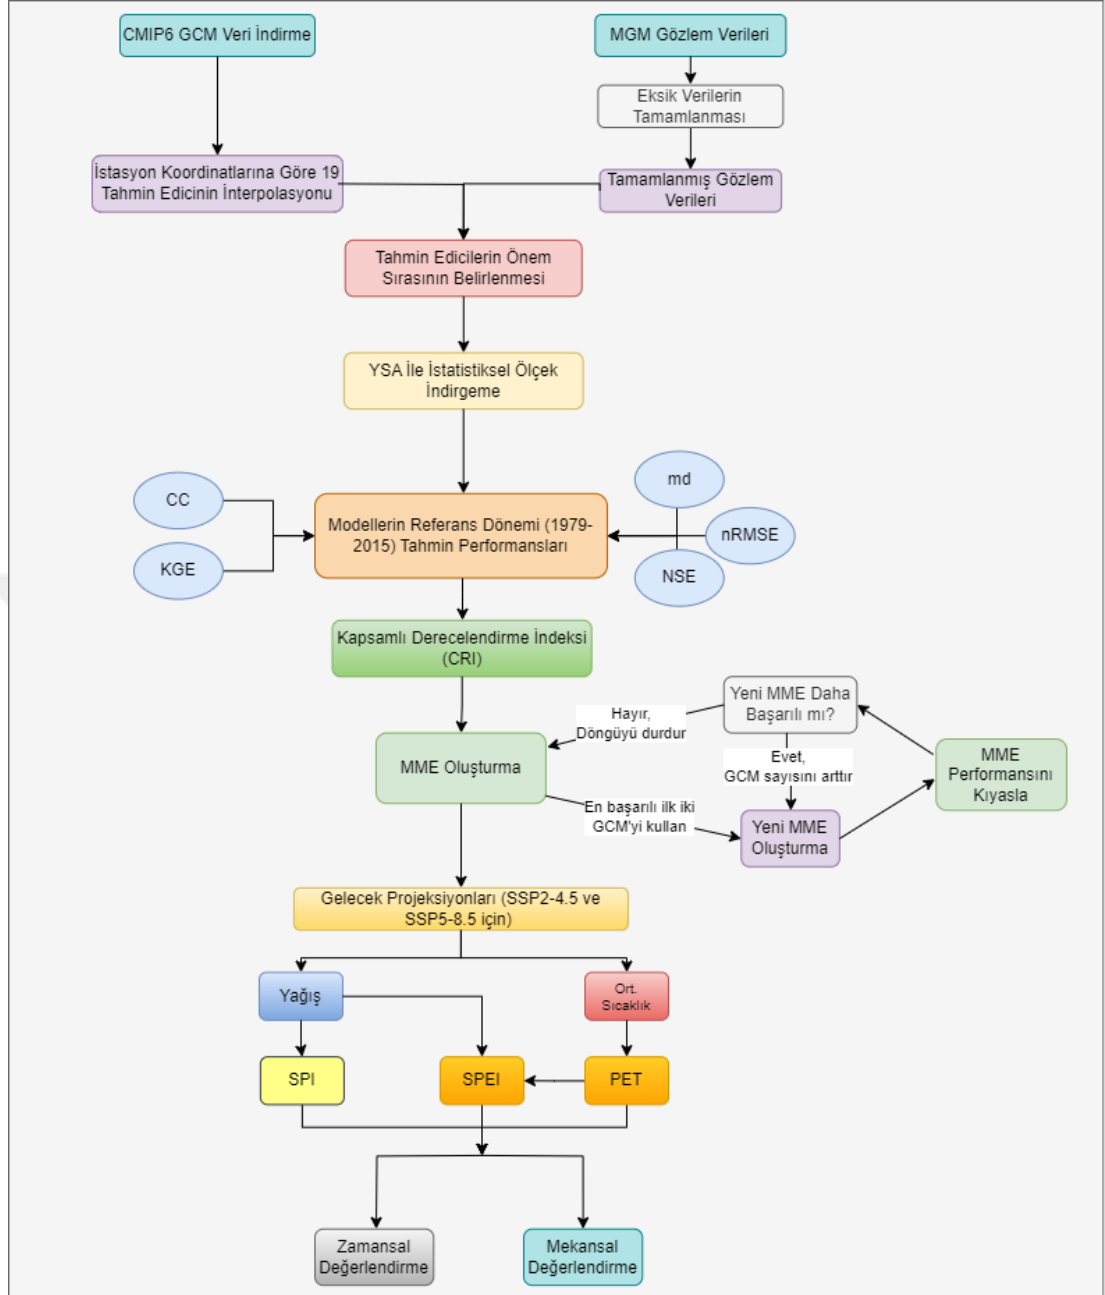 CMIP6 GCM Veri İndirme
MGM Gözlem Verileri
Eksik Verilerin
Tamamlanması
İstasyon Koordinatlarına Göre 19
Tahmin Edicinin İnterpolasyonu
Tamamlanmış Gözlem
Verileri
Tahmin Edicilerin Önem
Sırasının Belirlenmesi
YSA İle İstatistiksel Ölçek
İndirgeme
CC
KGE
md
nRMSE
NSE
Modellerin Referans Dönemi (1979-
2015) Tahmin Performansları
Kapsamlı Derecelendirme İndeksi
(CRI)
Yeni MME Daha
Başarılı mı?
Hayır,
Döngüyü durdur
Evet,
GCM sayısını arttır
MME
Performansını
Kıyasla
MME Oluşturma
En başarılı ilk iki
GCM'yi kullan
Yeni MME
Oluşturma
Gelecek Projeksiyonları (SSP2-4.5 ve
SSP5-8.5 için)
Yağış
Ort.
Sıcaklık
SPI
SPEI
PET
Zamansal
Değerlendirme
Mekansal
Değerlendirme